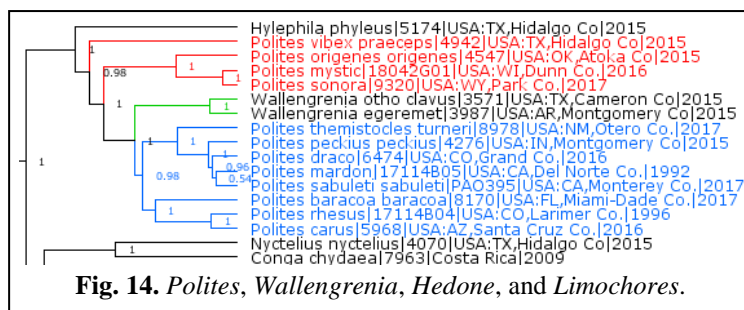 Hylephila phyleus|5174|USA:TX,Hidalgo Co|2015
1
Polites vibex praeceps|4942|USA:TX,Hidalgo Co|2015
Polites origenes origenes|4547|USA:OK,Atoka Co|2015
0.98
1
Polites mystic|18042G01|USA:WI,Dunn Co.|2016
1
Polites sonora|9320|USA:WY,Park Co.|2017
Wallengrenia otho clavus|3571|USA:TX,Cameron Co|2015
1
1
Wallengrenia egeremet|3987|USA:AR,Montgomery Co|2015
Polites themistocles turneri|8978|USA:NM,Otero Co.|2017
1
1
Polites peckius peckius|4276|USA:IN,Montgomery Co|2015
1
1
Polites draco|6474|USA:CO,Grand Co.|2016
1
0.96
Polites mardon|17114B05|USA:CA,Del Norte Co.|1992
0.98
0.54
Polites sabuleti sabuleti|PAO395|USA:CA,Monterey Co.|2017
Polites baracoa baracoa|8170|USA:FL,Miami-Dade Co.|2017
1
Polites rhesus|17114B04|USA:CO,Larimer Co.|1996
1
Polites carus|5968|USA:AZ,Santa Cruz Co.|2016
Nyctelius nyctelius|4070|USA:TX,Hidalgo Co|2015
1
Conga chydaea|7963|Costa Rica|2009
Fig. 14. Polites, Wallengrenia, Hedone, and Limochores.